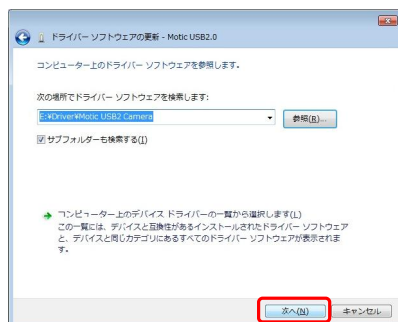 ドライバー ソフトウェアの更新 - Motic USB2.0
コンピューター上のドライバー ソフトウェアを参照します。
次の場所でドライバー ソフトウェアを検索します:
E:¥Driver¥Motic USB2 Camera
参照(R)...
サブフォルダーも検索する(I)
コンピューター上のデバイス ドライバーの一覧から選択します(L)
この一覧には、デバイスと互換性があるインストールされたドライバー ソフトウェア
と、デバイスと同じカテゴリにあるすべてのドライバー ソフトウェアが表示されま
す。
次へ(N)
キャンセル